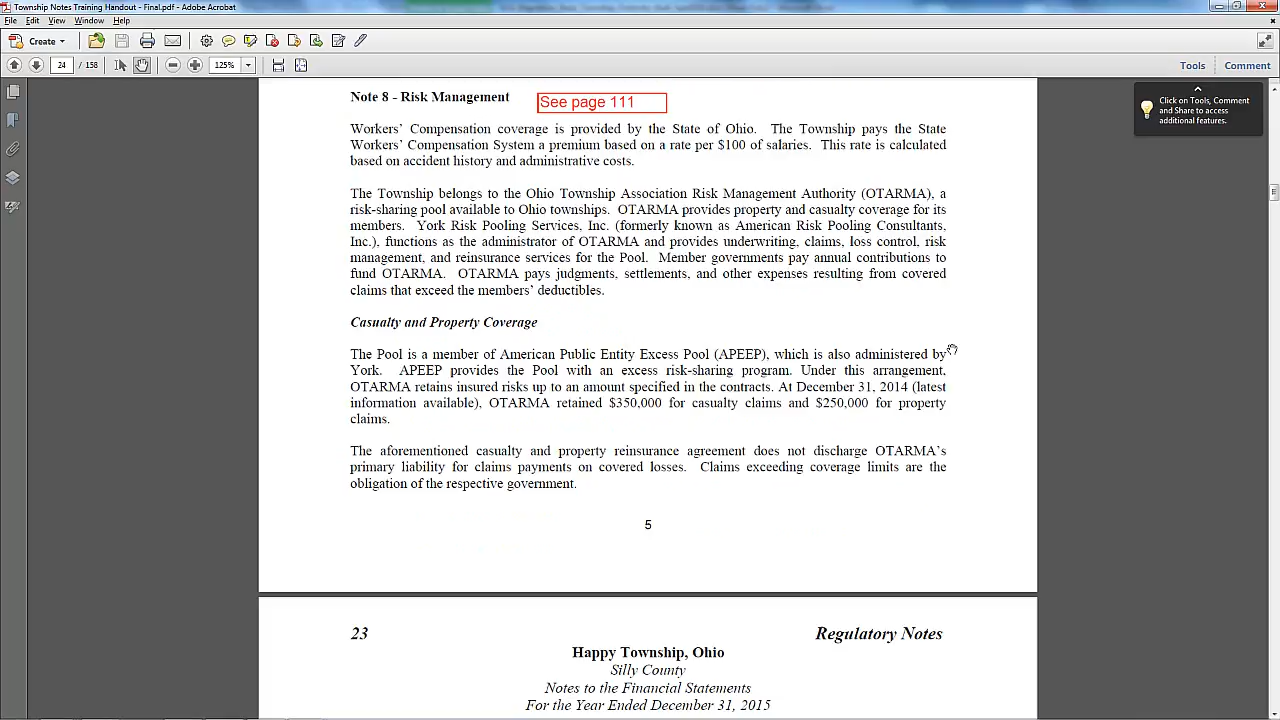 Township Notes Training Handout - Final.pdf - Adobe Acrobat
File Edit View Window Help
Create
24 / 158
125%
Tools Comment
Click on Tools, Comment
and Share to access
additional features.
Note 8 - Risk Management
See page 111
Workers’ Compensation coverage is provided by the State of Ohio. The Township pays the State
Workers’ Compensation System a premium based on a rate per $100 of salaries. This rate is calculated
based on accident history and administrative costs.
The Township belongs to the Ohio Township Association Risk Management Authority (OTARMA), a
risk-sharing pool available to Ohio townships. OTARMA provides property and casualty coverage for its
members. York Risk Pooling Services, Inc. (formerly known as American Risk Pooling Consultants,
Inc.), functions as the administrator of OTARMA and provides underwriting, claims, loss control, risk
management, and reinsurance services for the Pool. Member governments pay annual contributions to
fund OTARMA. OTARMA pays judgments, settlements, and other expenses resulting from covered
claims that exceed the members’ deductibles.
Casualty and Property Coverage
The Pool is a member of American Public Entity Excess Pool (APEEP), which is also administered by
York. APEEP provides the Pool with an excess risk-sharing program. Under this arrangement,
OTARMA retains insured risks up to an amount specified in the contracts. At December 31, 2014 (latest
information available), OTARMA retained $350,000 for casualty claims and $250,000 for property
claims.
The aforementioned casualty and property reinsurance agreement does not discharge OTARMA’s
primary liability for claims payments on covered losses. Claims exceeding coverage limits are the
obligation of the respective government.
5
23 Regulatory Notes
Happy Township, Ohio
Silly County
Notes to the Financial Statements
For the Year Ended December 31, 2015